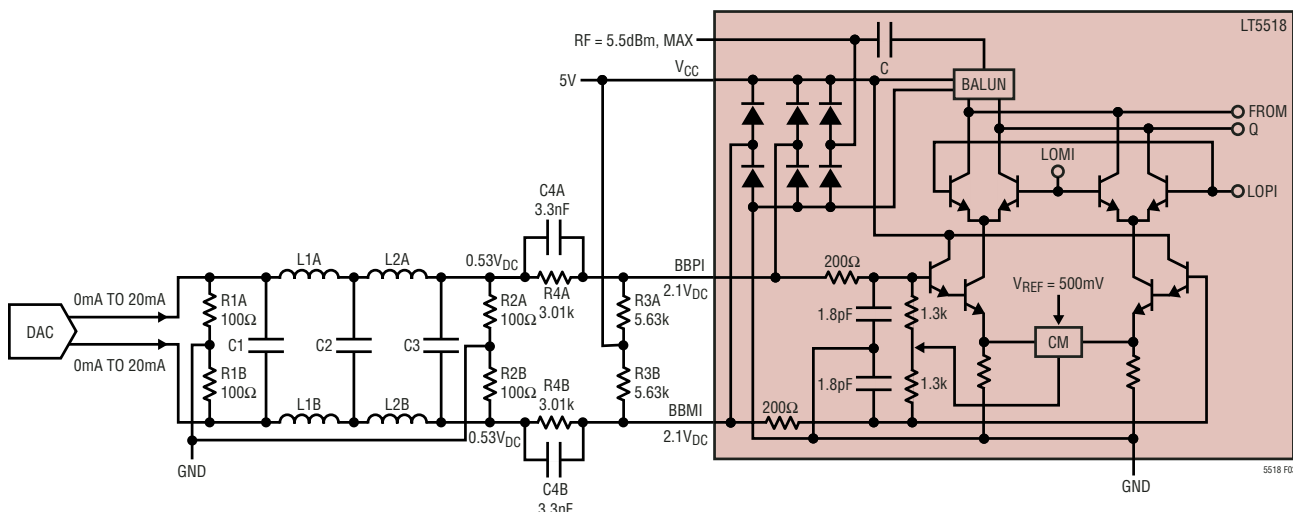 LT5518
RF = 5.5dBm, MAX
C
VCC
5V
BALUN
FROM
Q
LOMI
LOPI
C4A
3.3nF
L1A
L2A
0.53VDC
BBPI
200Ω
0mA TO 20mA
R1A
100Ω
R2A
100Ω
R4A
3.01k
R3A
5.63k
2.1VDC
VREF = 500mV
1.8pF
1.3k
DAC
C1
C2
C3
CM
0mA TO 20mA
R1B
100Ω
R2B
100Ω
R4B
3.01k
R3B
5.63k
1.8pF
1.3k
L1B
L2B
BBMI
200Ω
0.53VDC
2.1VDC
GND
C4B
3.3nF
GND